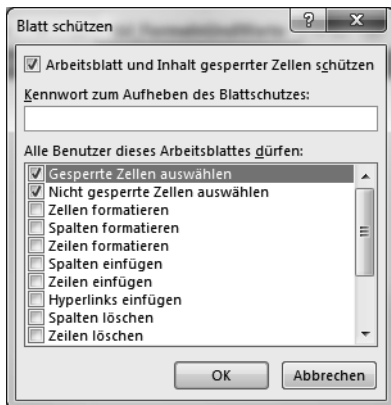 Blatt schützen
Arbeitsblatt und Inhalt gesperrter Zellen schützen
Kennwort zum Aufheben des Blattschutzes:
Alle Benutzer dieses Arbeitsblattes dürfen:
Gesperrte Zellen auswählen
Nicht gesperrte Zellen auswählen
Zellen formatieren
Spalten formatieren
Zeilen formatieren
Spalten einfügen
Zeilen einfügen
Hyperlinks einfügen
Spalten löschen
Zeilen löschen
OK Abbrechen